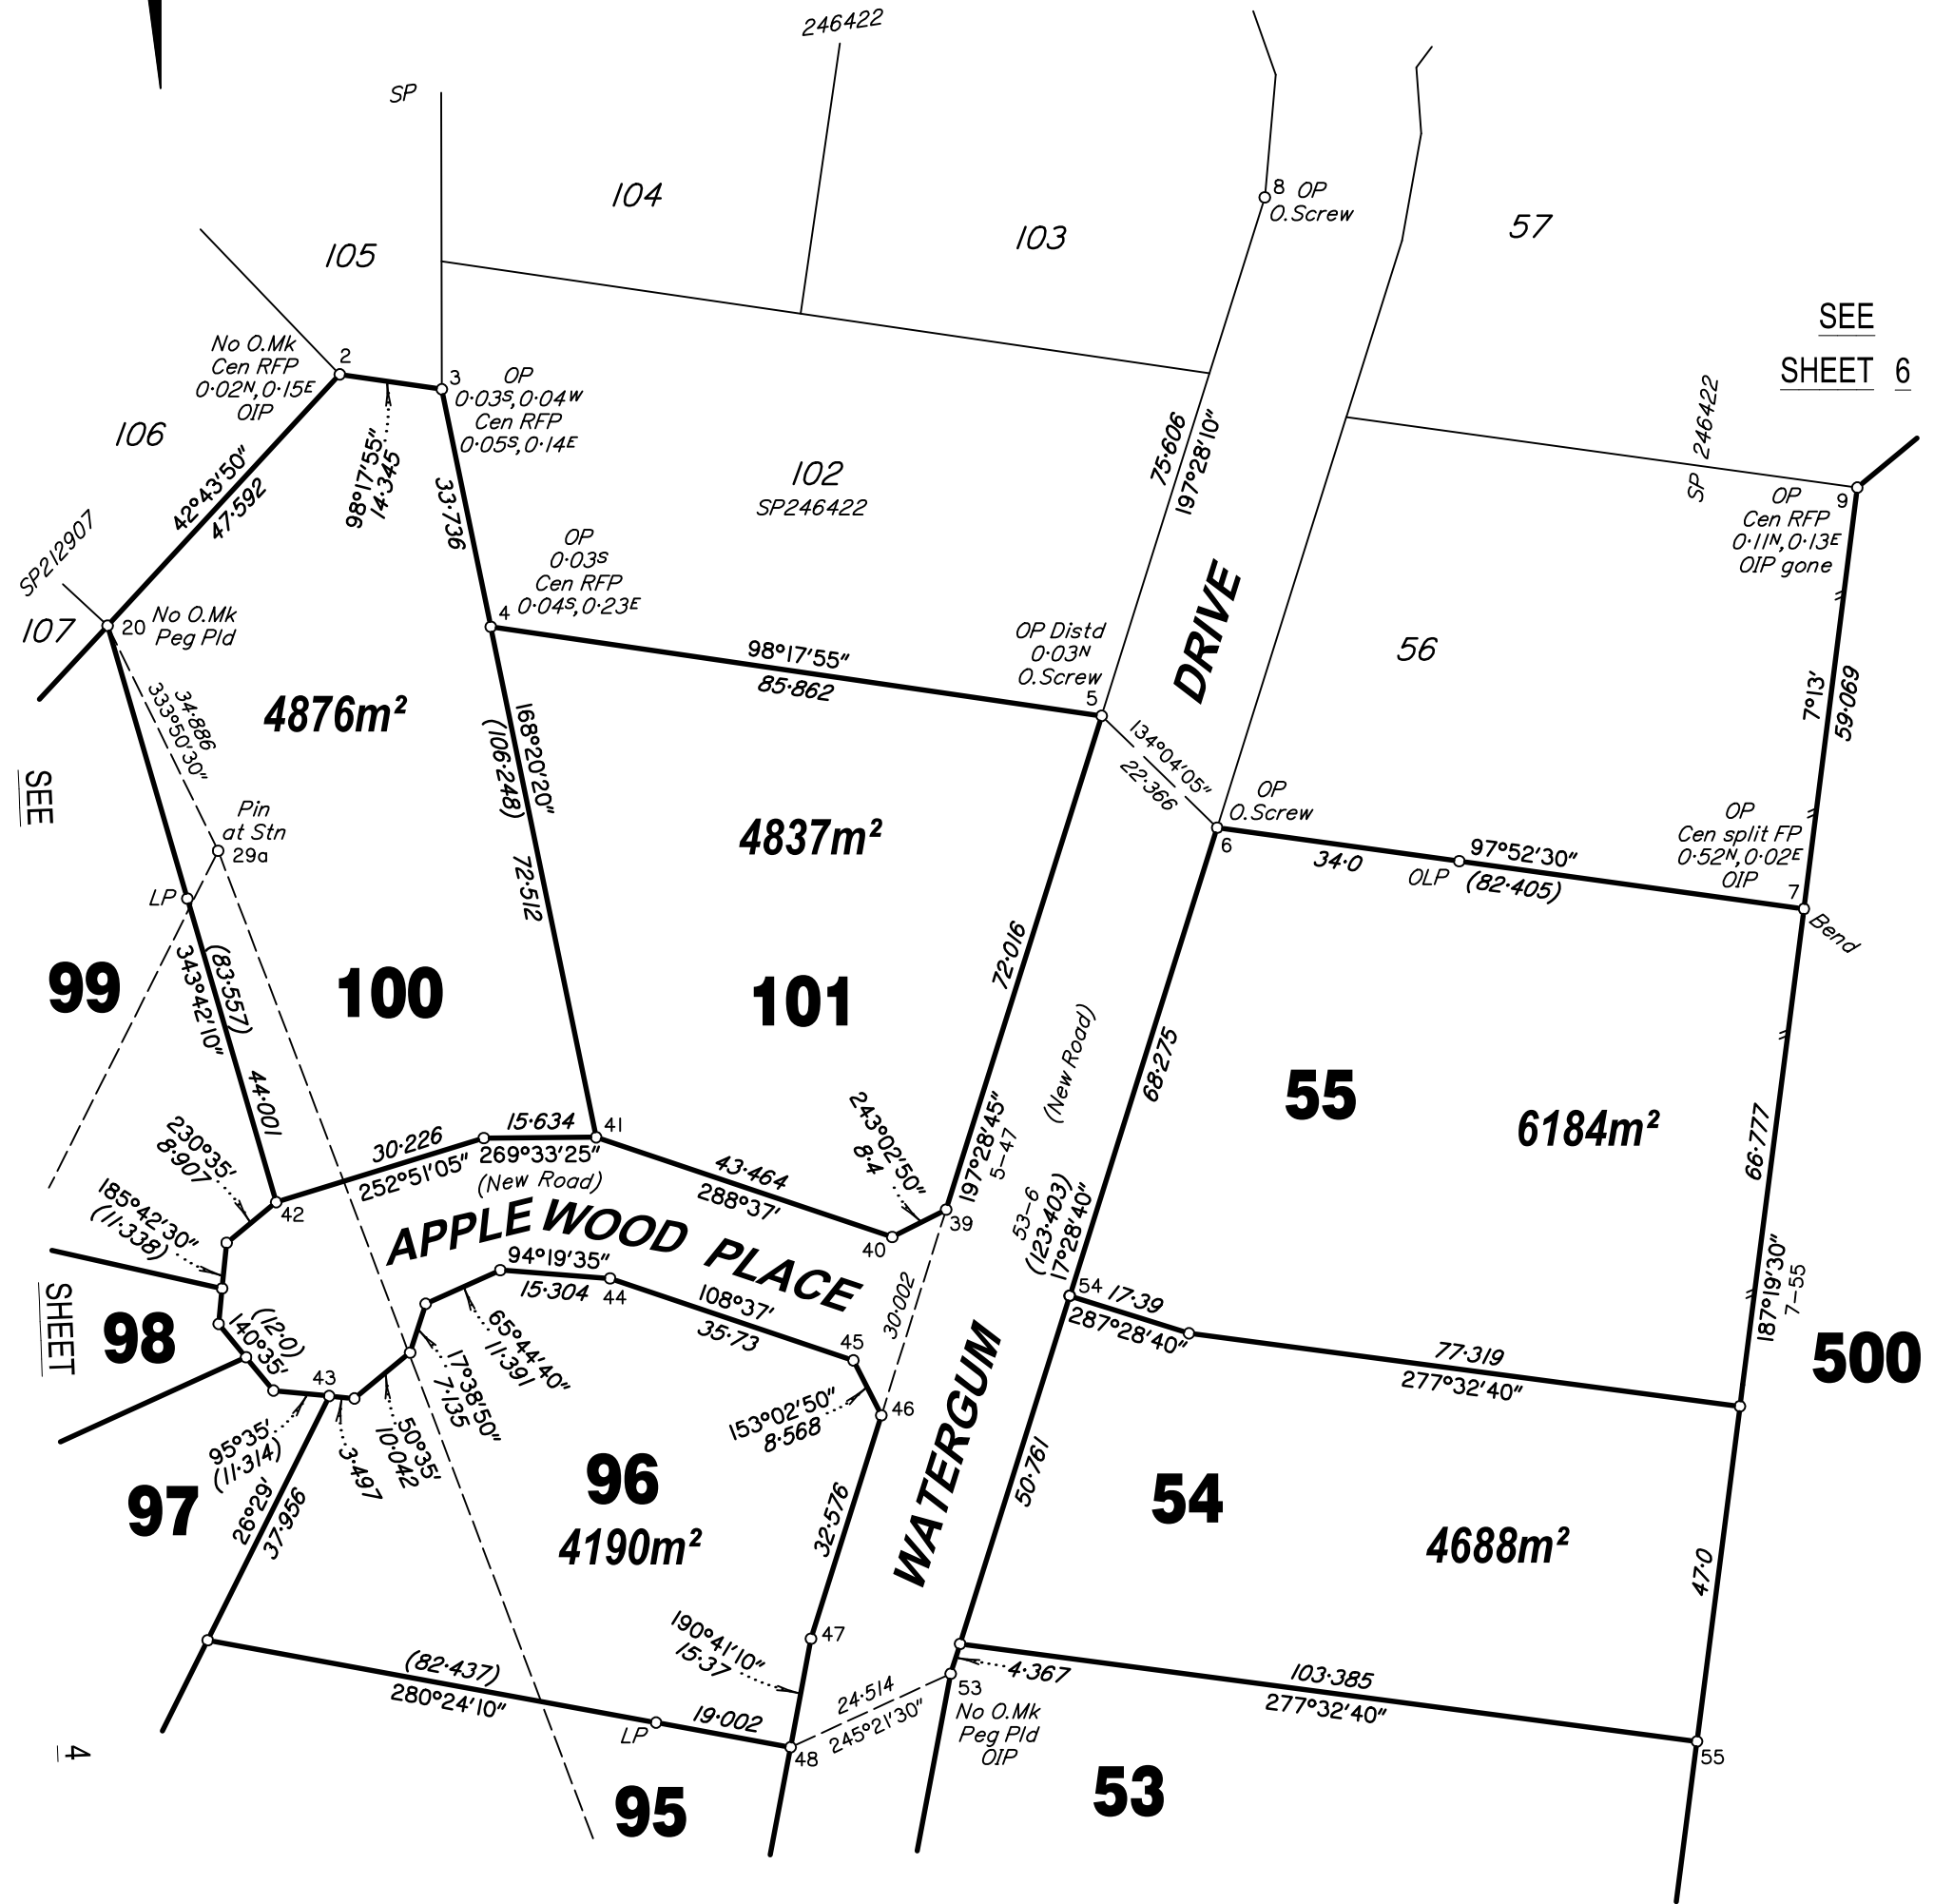 246422
SP
104
103
105
8 OP
O.Screw
57
SEE
SHEET 6
No O.Mk
Cen RFP
0·02N,0·15E
OIP
2
3
OP
0·03S,0·04W
Cen RFP
0·05S,0·14E
106
42°43'50"
47·592
98°17'55"
14·345
33·736
102
SP246422
75·606
197°28'10"
SP 246422
9
OP
Cen RFP
0·11N,0·13E
OIP gone
SP212907
107
20
No O.Mk
Peg Pld
OP
0·03S
Cen RFP
0·04S,0·23E
4
98°17'55"
85·862
OP Distd
0·03N
O.Screw
5
DRIVE
56
7°13'
59·069
34·886
333°50'30"
4876m²
168°20'20"
(106·248)
72·512
134°04'05"
22·366
OP
O.Screw
6
34·0
OLP
97°52'30"
(82·405)
OP
Cen split FP
0·52N,0·02E
OIP
7
Bend
SEE
Pin
at Stn
29a
LP
4837m²
99
100
101
(83·557)
343°42'10"
44·001
72·016
(New Road)
68·275
55
6184m²
66·777
230°35'
8·907
30·226
252°51'05"
15·634
269°33'25"
(New Road)
41
43·464
288°37'
243°02'50"
8·4
197°28'45"
5-47
39
40
42
185°42'30"
(11·338)
APPLEWOOD PLACE
53-6
(123·403)
17°28'40"
54
17·39
287°28'40"
77·319
277°32'40"
187°19'30"
7-55
500
SHEET
98
(12·0)
140°35'
94°19'35"
15·304
44
108°37'
35·73
45
30·002
46
65°44'40"
11·391
17°38'50"
7·135
43
95°35'
(11·314)
3·497
50°35'
10·042
153°02'50"
8·568
WATERGUM
97
26°29'
37·956
96
4190m²
32·576
50·761
54
4688m²
47·0
47
190°41'10"
15·37
(82·437)
280°24'10"
LP
19·002
48
24·514
245°21'30"
4·367
53
No O.Mk
Peg Pld
OIP
103·385
277°32'40"
55
4
95
53